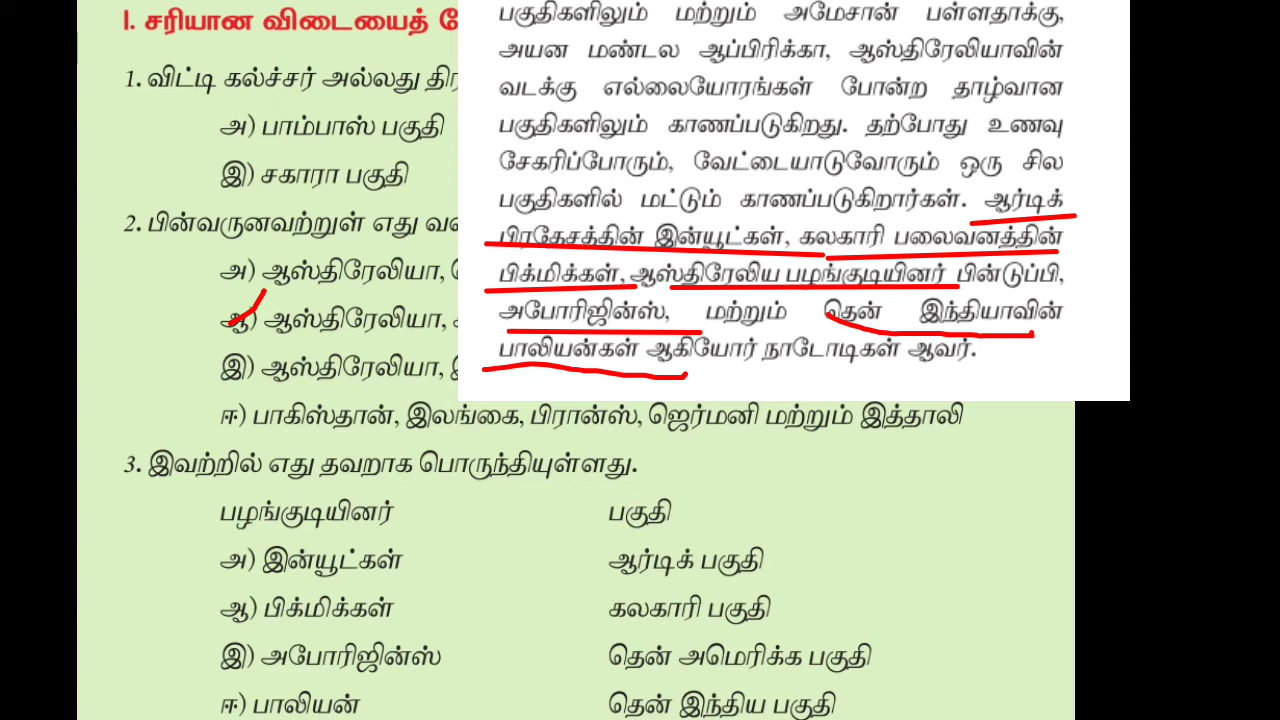 I. சரியான விடையைத்
1. விட்டி கல்ச்சர் அல்லது
அ) பாம்பாஸ் பகுதி
இ) சகாரா பகுதி
2. பின்வருனவற்றுள் எது
அ) ஆஸ்திரேலியா,
ஆ) ஆஸ்திரேலியா,
இ) ஆஸ்திரேலியா,
ஈ) பாகிஸ்தான், இலங்கை, பிரான்ஸ், ஜெர்மனி மற்றும் இத்தாலி
3. இவற்றில் எது தவறாக பொருந்தியுள்ளது.
பழங்குடியினர் பகுதி
அ) இன்யூட்கள் ஆர்டிக் பகுதி
ஆ) பிக்மிக்கள் கலகாரி பகுதி
இ) அபோரிஜின்ஸ் தென் அமெரிக்க பகுதி
ஈ) பாலியன் தென் இந்திய பகுதி
பகுதிகளிலும் மற்றும் அமேசான் பள்ளதாக்கு,
அயன மண்டல ஆப்பிரிக்கா, ஆஸ்திரேலியாவின்
வடக்கு எல்லையோரங்கள் போன்ற தாழ்வான
பகுதிகளிலும் காணப்படுகிறது. தற்போது உணவு
சேகரிப்போரும், வேட்டையாடுவோரும் ஒரு சில
பகுதிகளில் மட்டும் காணப்படுகிறார்கள். ஆர்டிக்
பிரதேசத்தின் இன்யூட்கள், கலகாரி பலைவனத்தின்
பிக்மிக்கள், ஆஸ்திரேலிய பழங்குடியினர் பின்டுப்பி,
அபோரிஜின்ஸ், மற்றும் தென் இந்தியாவின்
பாலியன்கள் ஆகியோர் நாடோடிகள் ஆவர்.